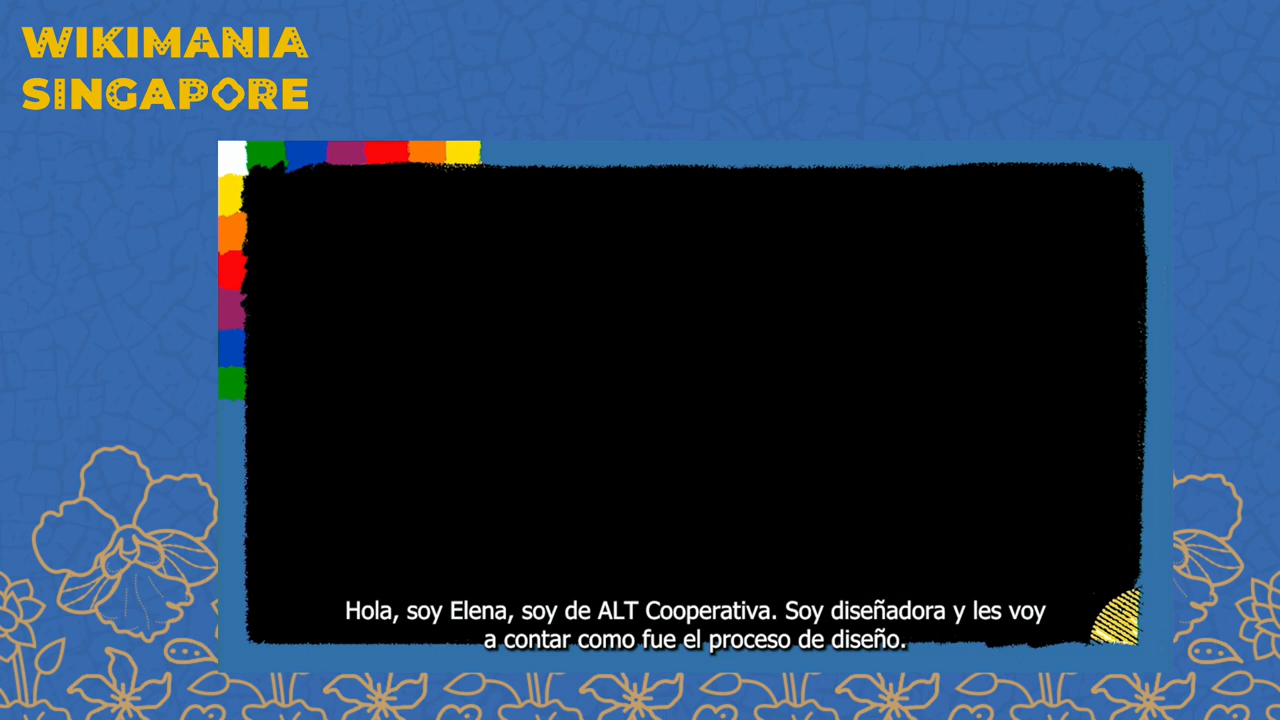 WIKIMANIA
SINGAPORE
Hola, soy Elena, soy de ALT Cooperativa. Soy diseñadora y les voy
a contar como fue el proceso de diseño.